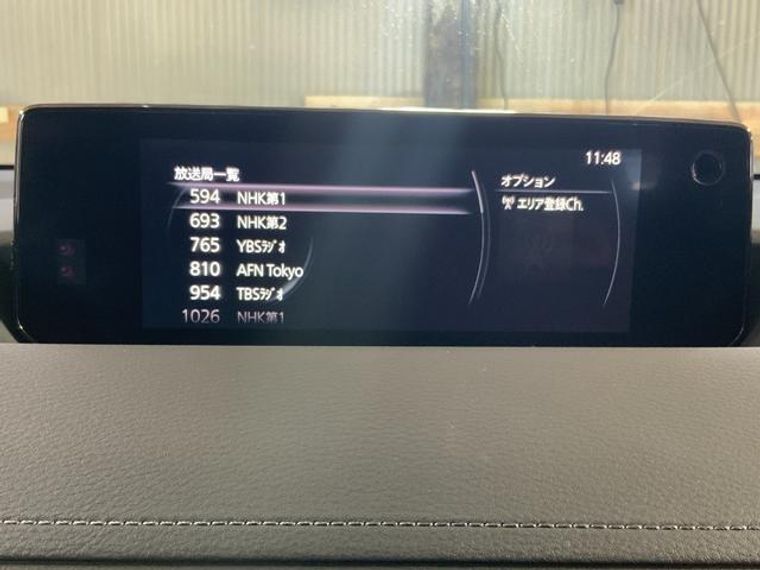 11:48
放送局一覧
594 NHK第1
693 NHK第2
765 YBSﾗｼﾞｵ
810 AFN Tokyo
954 TBSﾗｼﾞｵ
1026 NHK第1
オプション
エリア登録Ch.